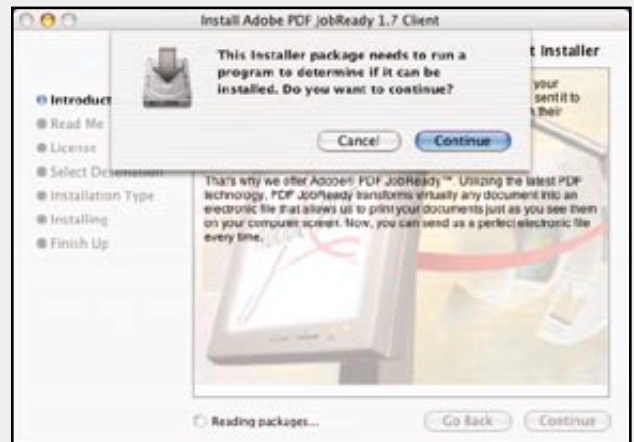 Install Adobe PDF JobReady 1.7 Client
This Installer package needs to run a
program to determine if it can be
installed. Do you want to continue?
Cancel
Continue
t Installer
your
sent it to
their
Introduct
Read Me
License
Select Destination
Installation Type
Installing
Finish Up
That's why we offer Adobe® PDF JobReady™. Utilizing the latest PDF
technology, PDF JobReady transforms virtually any document into an
electronic file that allows us to print your documents just as you see them
on your computer screen. Now, you can send us a perfect electronic file
every time.
Reading packages...
Go Back
Continue